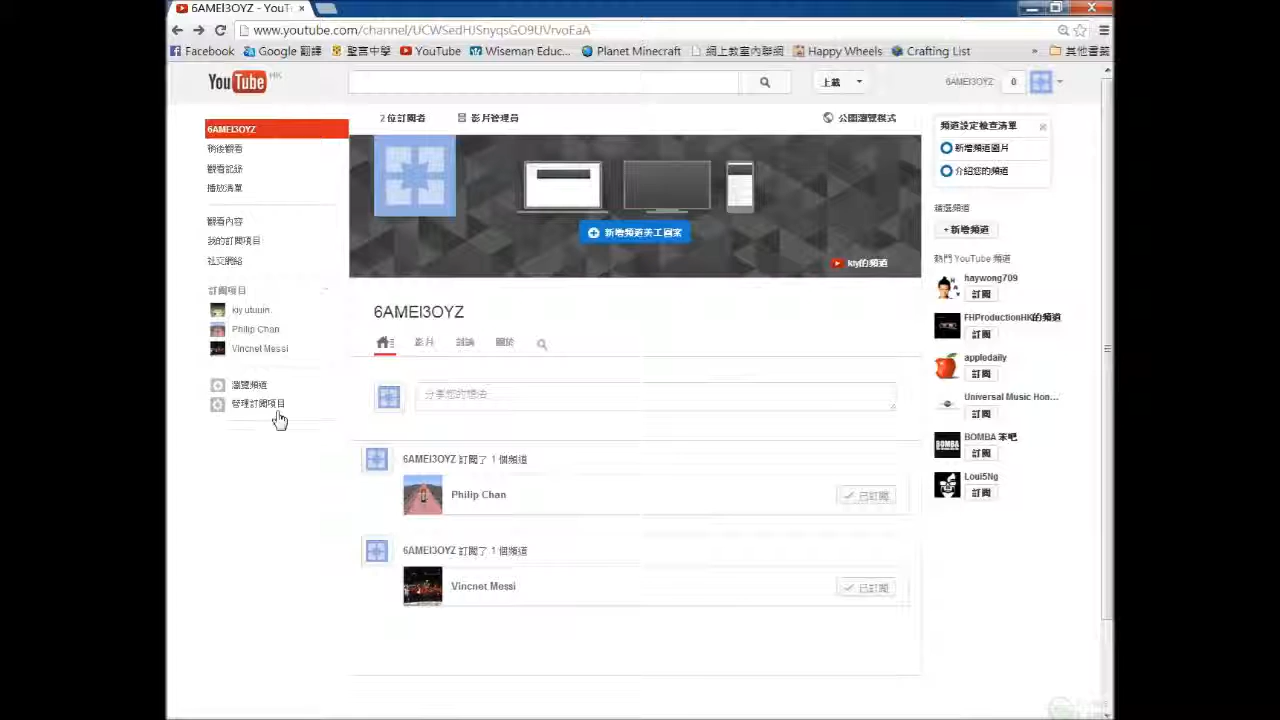 6AMEI3OYZ - YouT
www.youtube.com/channel/UCWSedHJSnyqsGO9UVrvoEaA
Facebook
Google 翻譯
聖言中學
YouTube
Wiseman Educ...
Planet Minecraft
網上教室內聯網
Happy Wheels
Crafting List
»
其他書籤
YouTube HK
上載
6AMEI3OYZ
0
6AMEI3OYZ
稍後觀看
觀看記錄
播放清單
觀看內容
我的訂閱項目
社交網絡
訂閱項目
Philip Chan
Vincnet Messi
瀏覽頻道
管理訂閱項目
2 位訂閱者
影片管理員
公開瀏覽模式
新增頻道美工圖案
kiy的頻道
6AMEI3OYZ
影片
討論
關於
分享您的想法
6AMEI3OYZ 訂閱了 1 個頻道
Philip Chan
已訂閱
6AMEI3OYZ 訂閱了 1 個頻道
Vincnet Messi
已訂閱
頻道設定檢查清單
新增頻道圖片
介紹您的頻道
精選頻道
+ 新增頻道
熱門 YouTube 頻道
haywong709
訂閱
FHProductionHK的頻道
訂閱
appledaily
訂閱
Universal Music Hon...
訂閱
BOMBA 笨吧
訂閱
Loui5Ng
訂閱